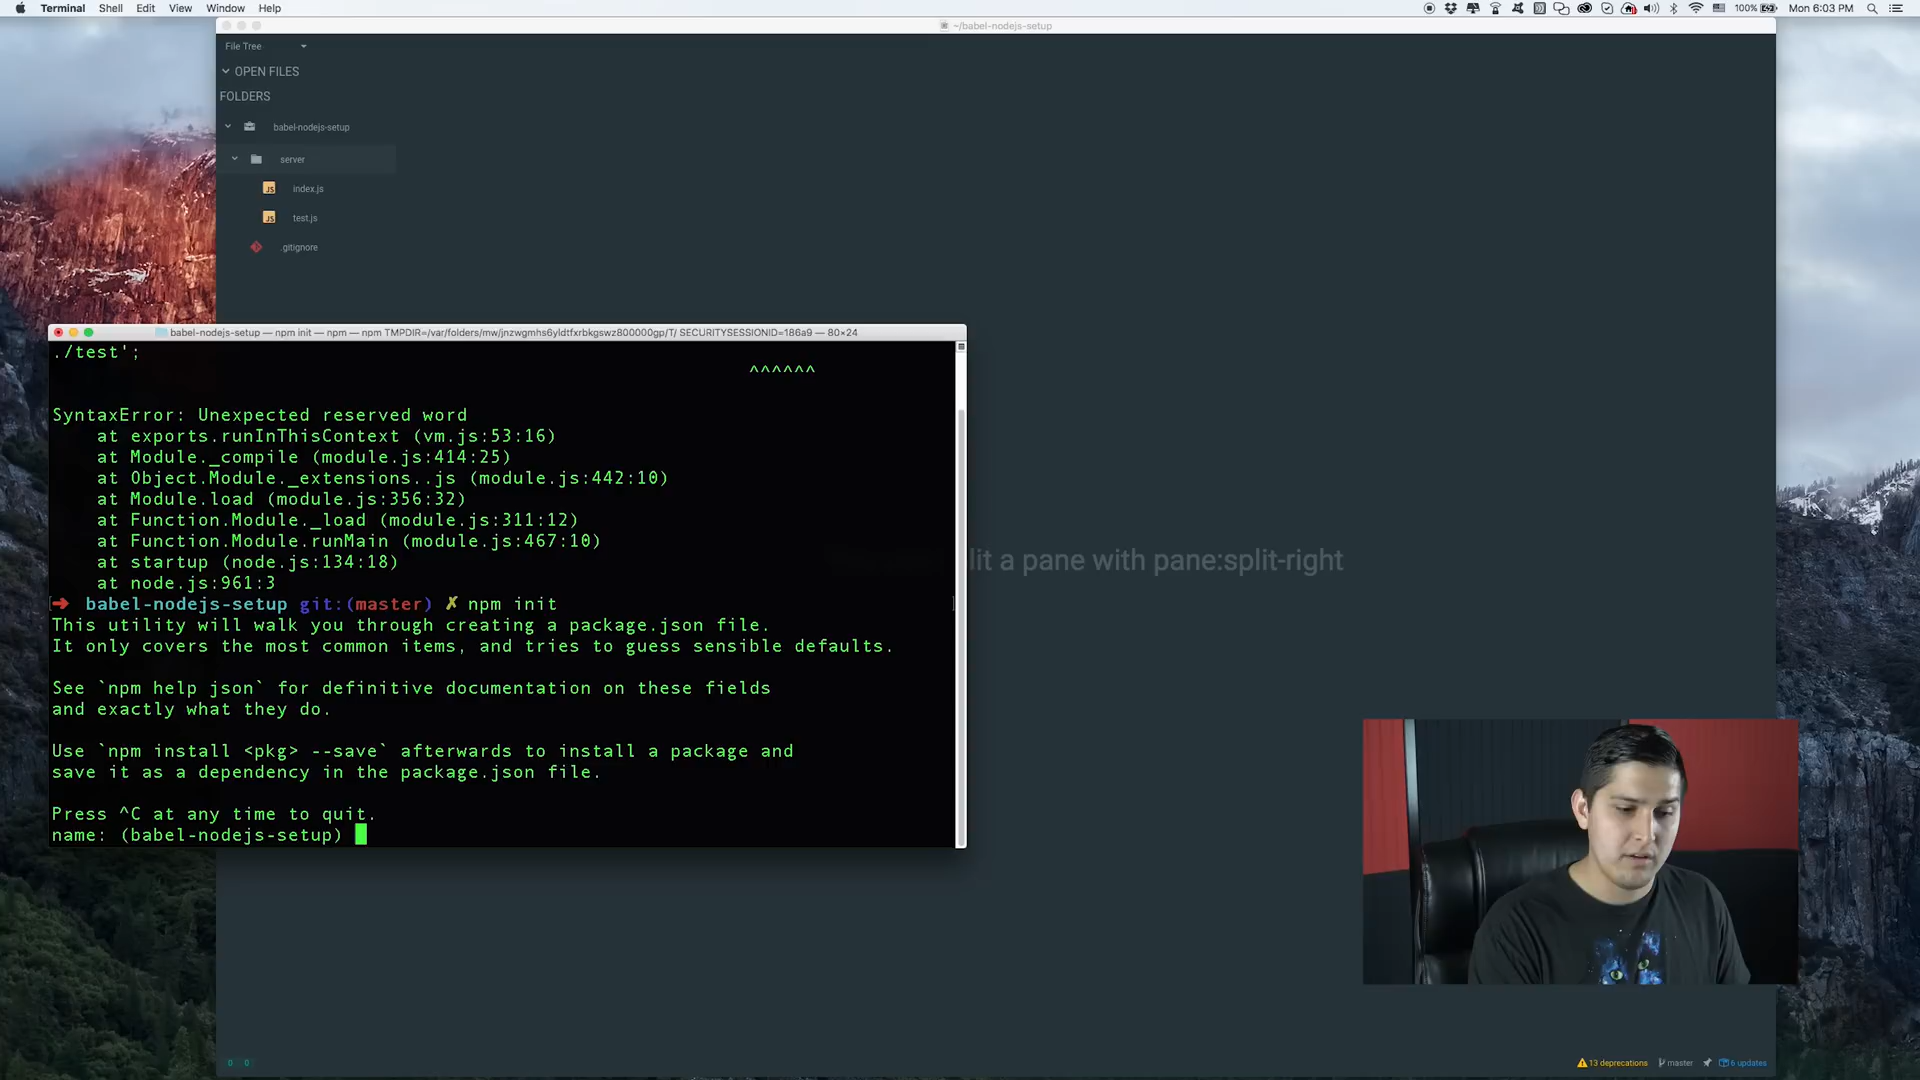 Terminal Shell Edit View Window Help
100% Mon 6:03 PM
~/babel-nodejs-setup
File Tree
OPEN FILES
FOLDERS
babel-nodejs-setup
server
JS index.js
JS test.js
.gitignore
babel-nodejs-setup — npm init — npm — npm TMPDIR=/var/folders/mw/jnzwgmhs6yldtfxrbkgswz800000gp/T/ SECURITYSESSIONID=186a9 — 80×24
./test';
^^^^^^
SyntaxError: Unexpected reserved word
at exports.runInThisContext (vm.js:53:16)
at Module._compile (module.js:414:25)
at Object.Module._extensions..js (module.js:442:10)
at Module.load (module.js:356:32)
at Function.Module._load (module.js:311:12)
at Function.Module.runMain (module.js:467:10)
at startup (node.js:134:18)
at node.js:961:3
➜ babel-nodejs-setup git:(master) ✗ npm init
This utility will walk you through creating a package.json file.
It only covers the most common items, and tries to guess sensible defaults.
See `npm help json` for definitive documentation on these fields
and exactly what they do.
Use `npm install <pkg> --save` afterwards to install a package and
save it as a dependency in the package.json file.
Press ^C at any time to quit.
name: (babel-nodejs-setup)
a pane with pane:split-right
0 0
13 deprecations master 6 updates